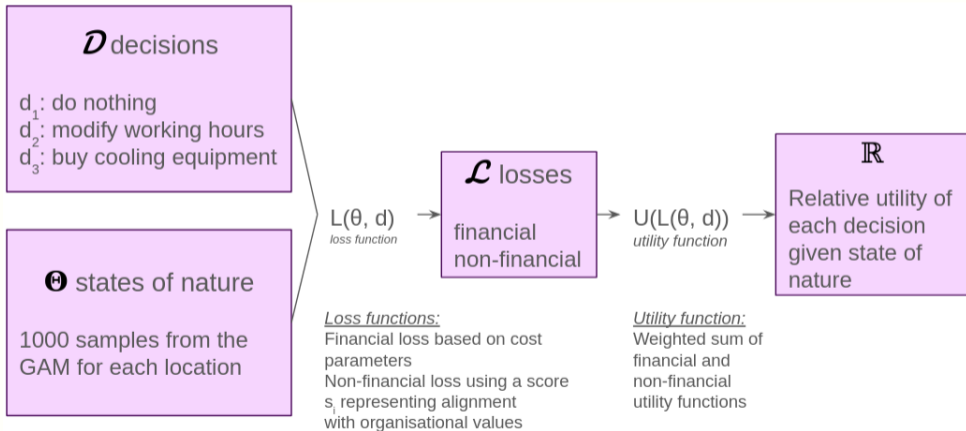 𝓓 decisions
d₁: do nothing
d₂: modify working hours
d₃: buy cooling equipment
Θ states of nature
1000 samples from the
GAM for each location
L(θ, d)
loss function
𝓛 losses
financial
non-financial
U(L(θ, d))
utility function
ℝ
Relative utility of
each decision
given state of
nature
Loss functions:
Financial loss based on cost
parameters
Non-financial loss using a score
sᵢ representing alignment
with organisational values
Utility function:
Weighted sum of
financial and
non-financial
utility functions